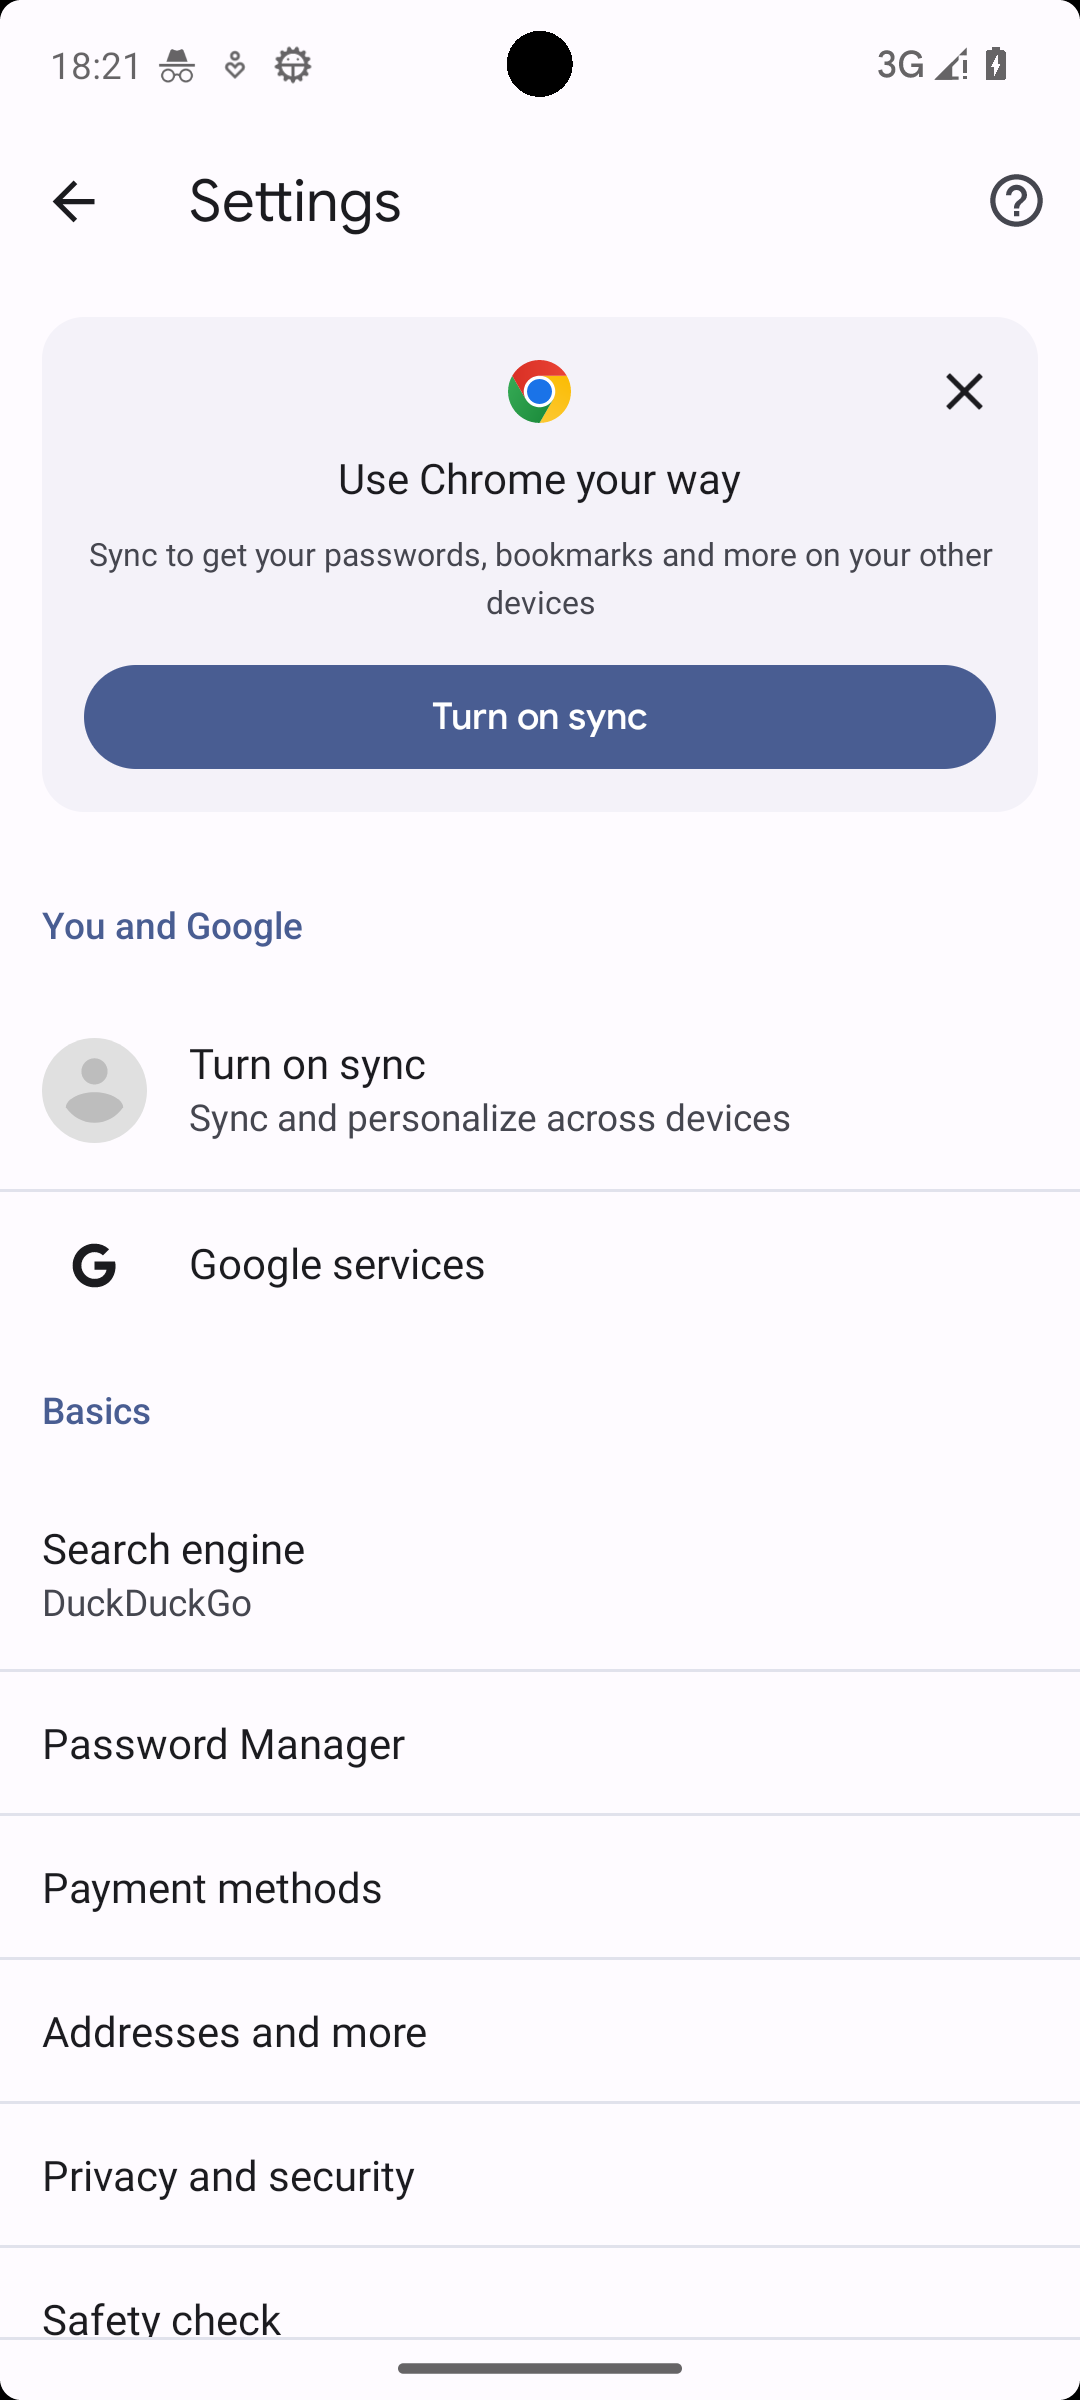 18:21
3G
Settings
Use Chrome your way
Sync to get your passwords, bookmarks and more on your other
devices
Turn on sync
You and Google
Turn on sync
Sync and personalize across devices
Google services
Basics
Search engine
DuckDuckGo
Password Manager
Payment methods
Addresses and more
Privacy and security
Safety check